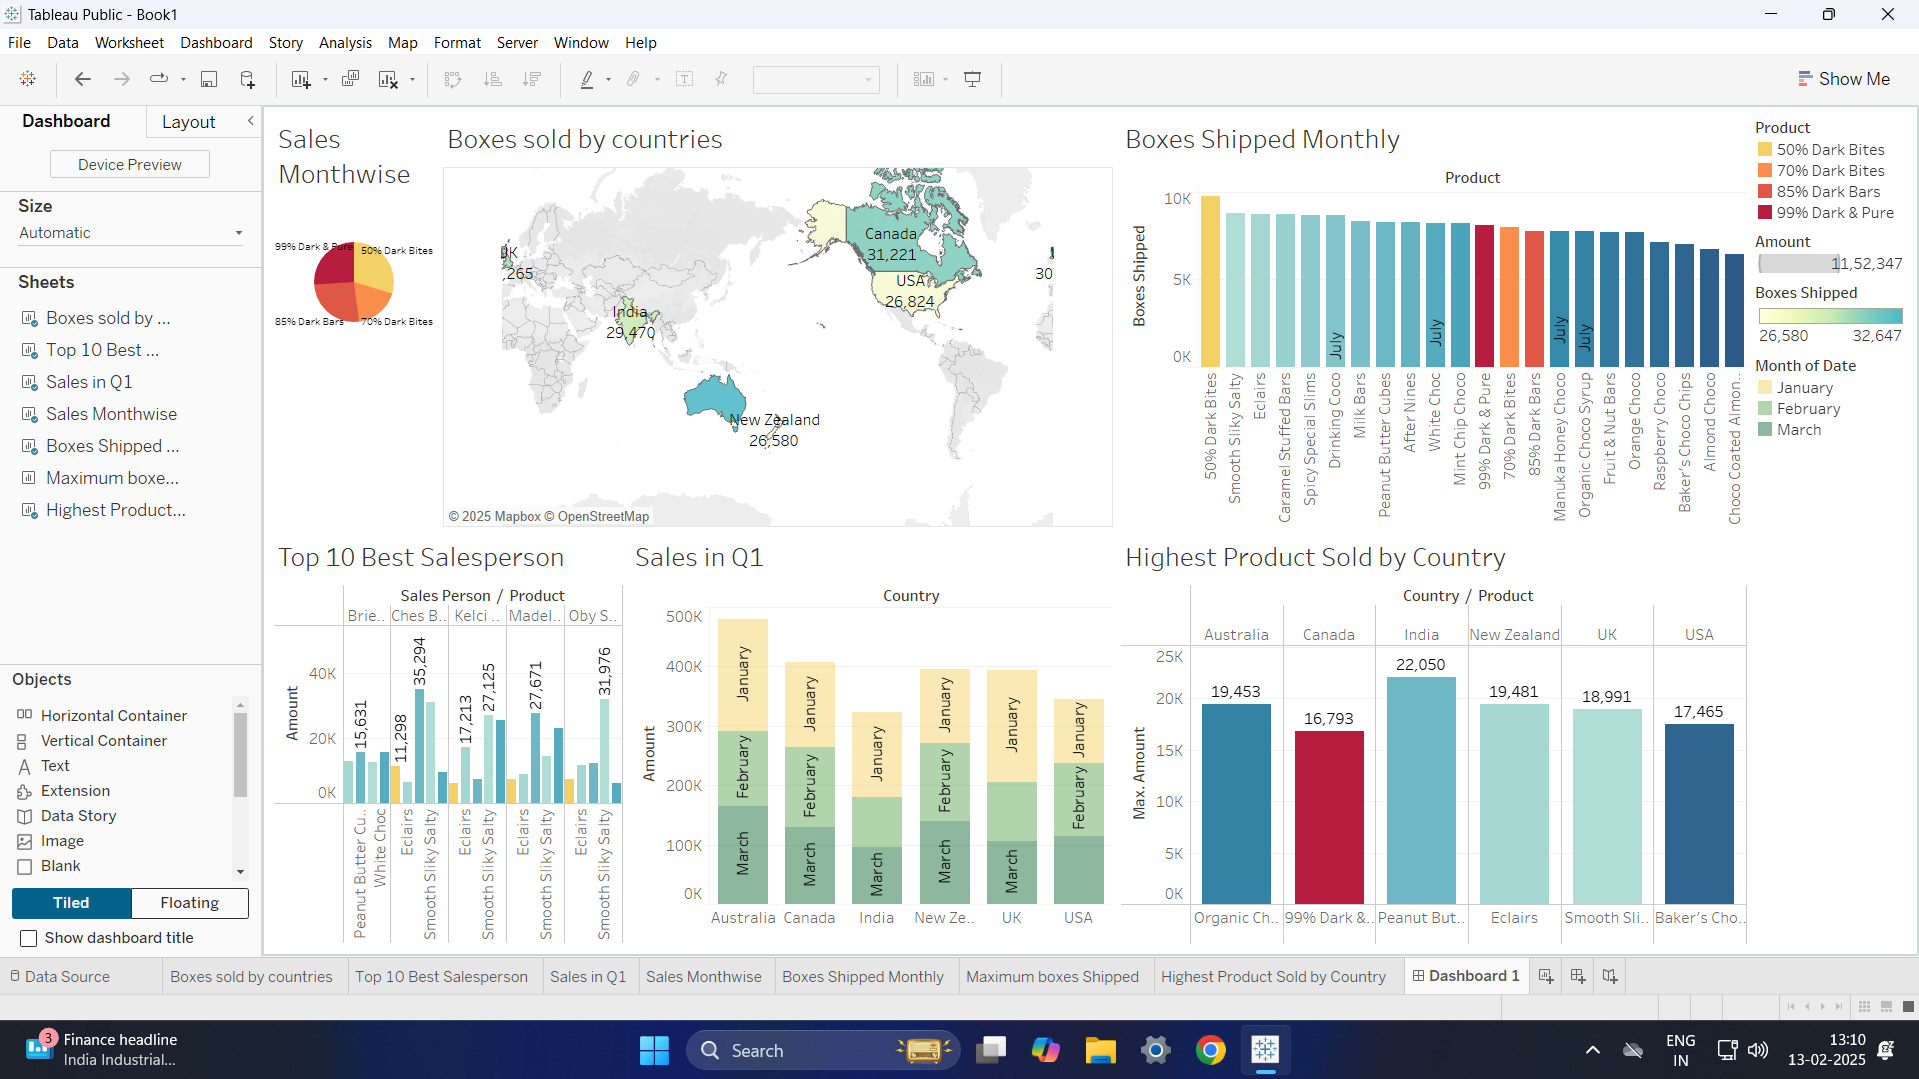 Tableau Public - Book1
File Data Worksheet Dashboard Story Analysis Map Format Server Window Help
Show Me
Dashboard
Layout
Device Preview
Size
Automatic
Sheets
Boxes sold by ...
Top 10 Best ...
Sales in Q1
Sales Monthwise
Boxes Shipped ...
Maximum boxe...
Highest Product...
Objects
Horizontal Container
Vertical Container
Text
Extension
Data Story
Image
Blank
Tiled
Floating
Show dashboard title
Sales
Monthwise
99% Dark & Pure
50% Dark Bites
85% Dark Bars
70% Dark Bites
Boxes sold by countries
Canada
31,221
USA
26,824
India
29,470
New Zealand
26,580
UK
,265
30
© 2025 Mapbox © OpenStreetMap
Boxes Shipped Monthly
Product
Boxes Shipped
10K
5K
0K
July
July
July
July
50% Dark Bites
Smooth Sliky Salty
Eclairs
Caramel Stuffed Bars
Spicy Special Slims
Drinking Coco
Milk Bars
Peanut Butter Cubes
After Nines
White Choc
Mint Chip Choco
99% Dark & Pure
70% Dark Bites
85% Dark Bars
Manuka Honey Choco
Organic Choco Syrup
Fruit & Nut Bars
Orange Choco
Raspberry Choco
Baker's Choco Chips
Almond Choco
Choco Coated Almon..
Product
50% Dark Bites
70% Dark Bites
85% Dark Bars
99% Dark & Pure
Amount
11,52,347
Boxes Shipped
26,580 32,647
Month of Date
January
February
March
Top 10 Best Salesperson
Sales Person / Product
Brie.. Ches B.. Kelci .. Madel.. Oby S..
Amount
40K
20K
0K
15,631
11,298
35,294
17,213
27,125
27,671
31,976
Peanut Butter Cu..
White Choc
Eclairs
Smooth Sliky Salty
Eclairs
Smooth Sliky Salty
Eclairs
Smooth Sliky Salty
Eclairs
Smooth Sliky Salty
Sales in Q1
Country
Amount
500K
400K
300K
200K
100K
0K
January
February
March
January
February
March
January
March
January
February
March
January
March
January
February
Australia Canada India New Ze.. UK USA
Highest Product Sold by Country
Country / Product
Australia Canada India New Zealand UK USA
Max. Amount
25K
20K
15K
10K
5K
0K
19,453
16,793
22,050
19,481
18,991
17,465
Organic Ch.. 99% Dark &.. Peanut But.. Eclairs Smooth Sli.. Baker's Cho..
Data Source
Boxes sold by countries
Top 10 Best Salesperson
Sales in Q1
Sales Monthwise
Boxes Shipped Monthly
Maximum boxes Shipped
Highest Product Sold by Country
Dashboard 1
3
Finance headline
India Industrial...
Search
ENG
IN
13:10
13-02-2025